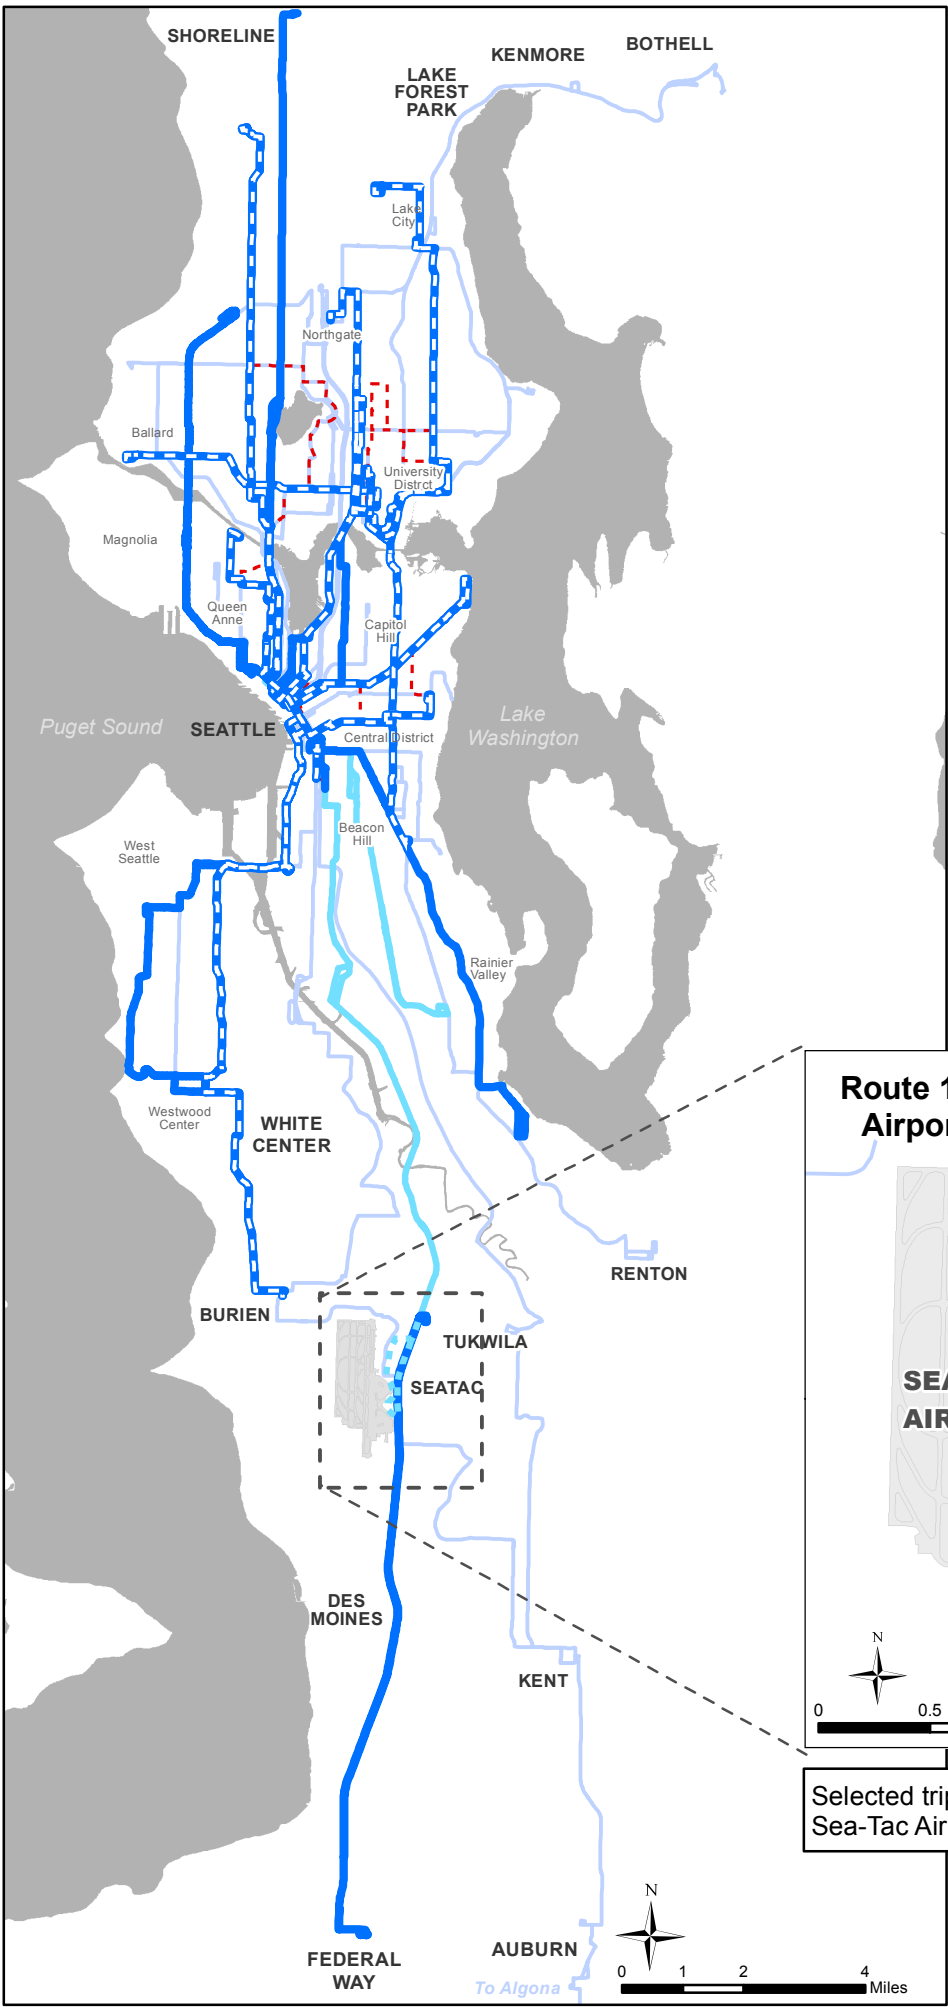 SHORELINE
BOTHELL
KENMORE
LAKE
FOREST
PARK
Lake
City
Northgate
Ballard
University
Distrct
Magnolia
Queen
Anne
Capitol
Hill
Puget Sound
SEATTLE
Central District
Lake
Washington
Beacon
Hill
West
Seattle
Rainier
Valley
Westwood
Center
WHITE
CENTER
RENTON
BURIEN
TUKWILA
SEATAC
DES
MOINES
KENT
AUBURN
FEDERAL
WAY
To Algona
N
0 1 2 4
Miles
Route 1
Airpor
SEA
AIR
N
0 0.5
Selected trip
Sea-Tac Air